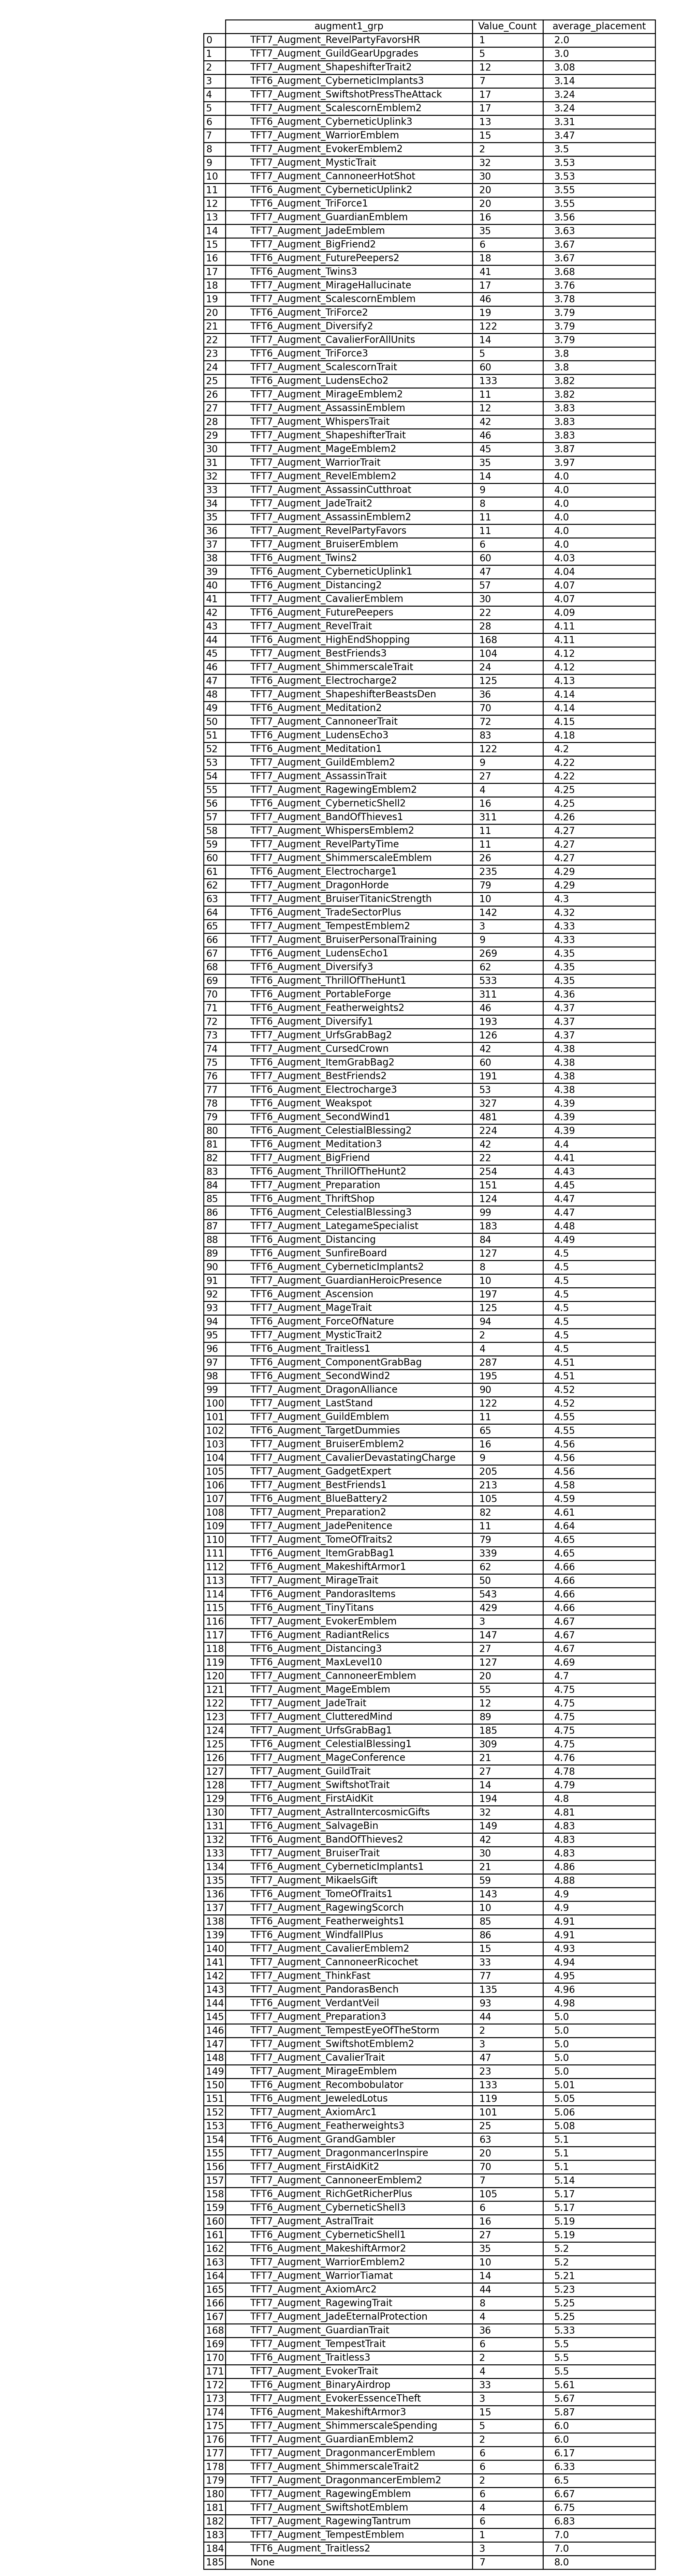 augment1_grp Value_Count average_placement
0 TFT7_Augment_RevelPartyFavorsHR 1 2.0
1 TFT7_Augment_GuildGearUpgrades 5 3.0
2 TFT7_Augment_ShapeshifterTrait2 12 3.08
3 TFT6_Augment_CyberneticImplants3 7 3.14
4 TFT7_Augment_SwiftshotPressTheAttack 17 3.24
5 TFT7_Augment_ScalescornEmblem2 17 3.24
6 TFT6_Augment_CyberneticUplink3 13 3.31
7 TFT7_Augment_WarriorEmblem 15 3.47
8 TFT7_Augment_EvokerEmblem2 2 3.5
9 TFT7_Augment_MysticTrait 32 3.53
10 TFT7_Augment_CannoneerHotShot 30 3.53
11 TFT6_Augment_CyberneticUplink2 20 3.55
12 TFT6_Augment_TriForce1 20 3.55
13 TFT7_Augment_GuardianEmblem 16 3.56
14 TFT7_Augment_JadeEmblem 35 3.63
15 TFT7_Augment_BigFriend2 6 3.67
16 TFT6_Augment_FuturePeepers2 18 3.67
17 TFT6_Augment_Twins3 41 3.68
18 TFT7_Augment_MirageHallucinate 17 3.76
19 TFT7_Augment_ScalescornEmblem 46 3.78
20 TFT6_Augment_TriForce2 19 3.79
21 TFT6_Augment_Diversify2 122 3.79
22 TFT7_Augment_CavalierForAllUnits 14 3.79
23 TFT6_Augment_TriForce3 5 3.8
24 TFT7_Augment_ScalescornTrait 60 3.8
25 TFT6_Augment_LudensEcho2 133 3.82
26 TFT7_Augment_MirageEmblem2 11 3.82
27 TFT7_Augment_AssassinEmblem 12 3.83
28 TFT7_Augment_WhispersTrait 42 3.83
29 TFT7_Augment_ShapeshifterTrait 46 3.83
30 TFT7_Augment_MageEmblem2 45 3.87
31 TFT7_Augment_WarriorTrait 35 3.97
32 TFT7_Augment_RevelEmblem2 14 4.0
33 TFT7_Augment_AssassinCutthroat 9 4.0
34 TFT7_Augment_JadeTrait2 8 4.0
35 TFT7_Augment_AssassinEmblem2 11 4.0
36 TFT7_Augment_RevelPartyFavors 11 4.0
37 TFT7_Augment_BruiserEmblem 6 4.0
38 TFT6_Augment_Twins2 60 4.03
39 TFT6_Augment_CyberneticUplink1 47 4.04
40 TFT6_Augment_Distancing2 57 4.07
41 TFT7_Augment_CavalierEmblem 30 4.07
42 TFT6_Augment_FuturePeepers 22 4.09
43 TFT7_Augment_RevelTrait 28 4.11
44 TFT6_Augment_HighEndShopping 168 4.11
45 TFT7_Augment_BestFriends3 104 4.12
46 TFT7_Augment_ShimmerscaleTrait 24 4.12
47 TFT6_Augment_Electrocharge2 125 4.13
48 TFT7_Augment_ShapeshifterBeastsDen 36 4.14
49 TFT6_Augment_Meditation2 70 4.14
50 TFT7_Augment_CannoneerTrait 72 4.15
51 TFT6_Augment_LudensEcho3 83 4.18
52 TFT6_Augment_Meditation1 122 4.2
53 TFT7_Augment_GuildEmblem2 9 4.22
54 TFT7_Augment_AssassinTrait 27 4.22
55 TFT7_Augment_RagewingEmblem2 4 4.25
56 TFT6_Augment_CyberneticShell2 16 4.25
57 TFT6_Augment_BandOfThieves1 311 4.26
58 TFT7_Augment_WhispersEmblem2 11 4.27
59 TFT7_Augment_RevelPartyTime 11 4.27
60 TFT7_Augment_ShimmerscaleEmblem 26 4.27
61 TFT6_Augment_Electrocharge1 235 4.29
62 TFT7_Augment_DragonHorde 79 4.29
63 TFT7_Augment_BruiserTitanicStrength 10 4.3
64 TFT6_Augment_TradeSectorPlus 142 4.32
65 TFT7_Augment_TempestEmblem2 3 4.33
66 TFT7_Augment_BruiserPersonalTraining 9 4.33
67 TFT6_Augment_LudensEcho1 269 4.35
68 TFT6_Augment_Diversify3 62 4.35
69 TFT6_Augment_ThrillOfTheHunt1 533 4.35
70 TFT6_Augment_PortableForge 311 4.36
71 TFT6_Augment_Featherweights2 46 4.37
72 TFT6_Augment_Diversify1 193 4.37
73 TFT7_Augment_UrfsGrabBag2 126 4.37
74 TFT7_Augment_CursedCrown 42 4.38
75 TFT6_Augment_ItemGrabBag2 60 4.38
76 TFT7_Augment_BestFriends2 191 4.38
77 TFT6_Augment_Electrocharge3 53 4.38
78 TFT6_Augment_Weakspot 327 4.39
79 TFT6_Augment_SecondWind1 481 4.39
80 TFT6_Augment_CelestialBlessing2 224 4.39
81 TFT6_Augment_Meditation3 42 4.4
82 TFT7_Augment_BigFriend 22 4.41
83 TFT6_Augment_ThrillOfTheHunt2 254 4.43
84 TFT7_Augment_Preparation 151 4.45
85 TFT6_Augment_ThriftShop 124 4.47
86 TFT6_Augment_CelestialBlessing3 99 4.47
87 TFT7_Augment_LategameSpecialist 183 4.48
88 TFT6_Augment_Distancing 84 4.49
89 TFT6_Augment_SunfireBoard 127 4.5
90 TFT6_Augment_CyberneticImplants2 8 4.5
91 TFT7_Augment_GuardianHeroicPresence 10 4.5
92 TFT6_Augment_Ascension 197 4.5
93 TFT7_Augment_MageTrait 125 4.5
94 TFT6_Augment_ForceOfNature 94 4.5
95 TFT7_Augment_MysticTrait2 2 4.5
96 TFT6_Augment_Traitless1 4 4.5
97 TFT6_Augment_ComponentGrabBag 287 4.51
98 TFT6_Augment_SecondWind2 195 4.51
99 TFT7_Augment_DragonAlliance 90 4.52
100 TFT7_Augment_LastStand 122 4.52
101 TFT7_Augment_GuildEmblem 11 4.55
102 TFT6_Augment_TargetDummies 65 4.55
103 TFT7_Augment_BruiserEmblem2 16 4.56
104 TFT7_Augment_CavalierDevastatingCharge 9 4.56
105 TFT7_Augment_GadgetExpert 205 4.56
106 TFT7_Augment_BestFriends1 213 4.58
107 TFT6_Augment_BlueBattery2 105 4.59
108 TFT7_Augment_Preparation2 82 4.61
109 TFT7_Augment_JadePenitence 11 4.64
110 TFT7_Augment_TomeOfTraits2 79 4.65
111 TFT6_Augment_ItemGrabBag1 339 4.65
112 TFT6_Augment_MakeshiftArmor1 62 4.66
113 TFT7_Augment_MirageTrait 50 4.66
114 TFT6_Augment_PandorasItems 543 4.66
115 TFT6_Augment_TinyTitans 429 4.66
116 TFT7_Augment_EvokerEmblem 3 4.67
117 TFT6_Augment_RadiantRelics 147 4.67
118 TFT6_Augment_Distancing3 27 4.67
119 TFT6_Augment_MaxLevel10 127 4.69
120 TFT7_Augment_CannoneerEmblem 20 4.7
121 TFT7_Augment_MageEmblem 55 4.75
122 TFT7_Augment_JadeTrait 12 4.75
123 TFT7_Augment_ClutteredMind 89 4.75
124 TFT7_Augment_UrfsGrabBag1 185 4.75
125 TFT6_Augment_CelestialBlessing1 309 4.75
126 TFT7_Augment_MageConference 21 4.76
127 TFT7_Augment_GuildTrait 27 4.78
128 TFT7_Augment_SwiftshotTrait 14 4.79
129 TFT6_Augment_FirstAidKit 194 4.8
130 TFT7_Augment_AstralIntercosmicGifts 32 4.81
131 TFT6_Augment_SalvageBin 149 4.83
132 TFT6_Augment_BandOfThieves2 42 4.83
133 TFT7_Augment_BruiserTrait 30 4.83
134 TFT6_Augment_CyberneticImplants1 21 4.86
135 TFT7_Augment_MikaelsGift 59 4.88
136 TFT6_Augment_TomeOfTraits1 143 4.9
137 TFT7_Augment_RagewingScorch 10 4.9
138 TFT6_Augment_Featherweights1 85 4.91
139 TFT6_Augment_WindfallPlus 86 4.91
140 TFT7_Augment_CavalierEmblem2 15 4.93
141 TFT7_Augment_CannoneerRicochet 33 4.94
142 TFT7_Augment_ThinkFast 77 4.95
143 TFT7_Augment_PandorasBench 135 4.96
144 TFT6_Augment_VerdantVeil 93 4.98
145 TFT7_Augment_Preparation3 44 5.0
146 TFT7_Augment_TempestEyeOfTheStorm 2 5.0
147 TFT7_Augment_SwiftshotEmblem2 3 5.0
148 TFT7_Augment_CavalierTrait 47 5.0
149 TFT7_Augment_MirageEmblem 23 5.0
150 TFT6_Augment_Recombobulator 133 5.01
151 TFT6_Augment_JeweledLotus 119 5.05
152 TFT7_Augment_AxiomArc1 101 5.06
153 TFT6_Augment_Featherweights3 25 5.08
154 TFT6_Augment_GrandGambler 63 5.1
155 TFT7_Augment_DragonmancerInspire 20 5.1
156 TFT7_Augment_FirstAidKit2 70 5.1
157 TFT7_Augment_CannoneerEmblem2 7 5.14
158 TFT6_Augment_RichGetRicherPlus 105 5.17
159 TFT6_Augment_CyberneticShell3 6 5.17
160 TFT7_Augment_AstralTrait 16 5.19
161 TFT6_Augment_CyberneticShell1 27 5.19
162 TFT6_Augment_MakeshiftArmor2 35 5.2
163 TFT7_Augment_WarriorEmblem2 10 5.2
164 TFT7_Augment_WarriorTiamat 14 5.21
165 TFT7_Augment_AxiomArc2 44 5.23
166 TFT7_Augment_RagewingTrait 8 5.25
167 TFT7_Augment_JadeEternalProtection 4 5.25
168 TFT7_Augment_GuardianTrait 36 5.33
169 TFT7_Augment_TempestTrait 6 5.5
170 TFT6_Augment_Traitless3 2 5.5
171 TFT7_Augment_EvokerTrait 4 5.5
172 TFT6_Augment_BinaryAirdrop 33 5.61
173 TFT7_Augment_EvokerEssenceTheft 3 5.67
174 TFT6_Augment_MakeshiftArmor3 15 5.87
175 TFT7_Augment_ShimmerscaleSpending 5 6.0
176 TFT7_Augment_GuardianEmblem2 2 6.0
177 TFT7_Augment_DragonmancerEmblem 6 6.17
178 TFT7_Augment_ShimmerscaleTrait2 6 6.33
179 TFT7_Augment_DragonmancerEmblem2 2 6.5
180 TFT7_Augment_RagewingEmblem 6 6.67
181 TFT7_Augment_SwiftshotEmblem 4 6.75
182 TFT7_Augment_RagewingTantrum 6 6.83
183 TFT7_Augment_TempestEmblem 1 7.0
184 TFT6_Augment_Traitless2 3 7.0
185 None 7 8.0